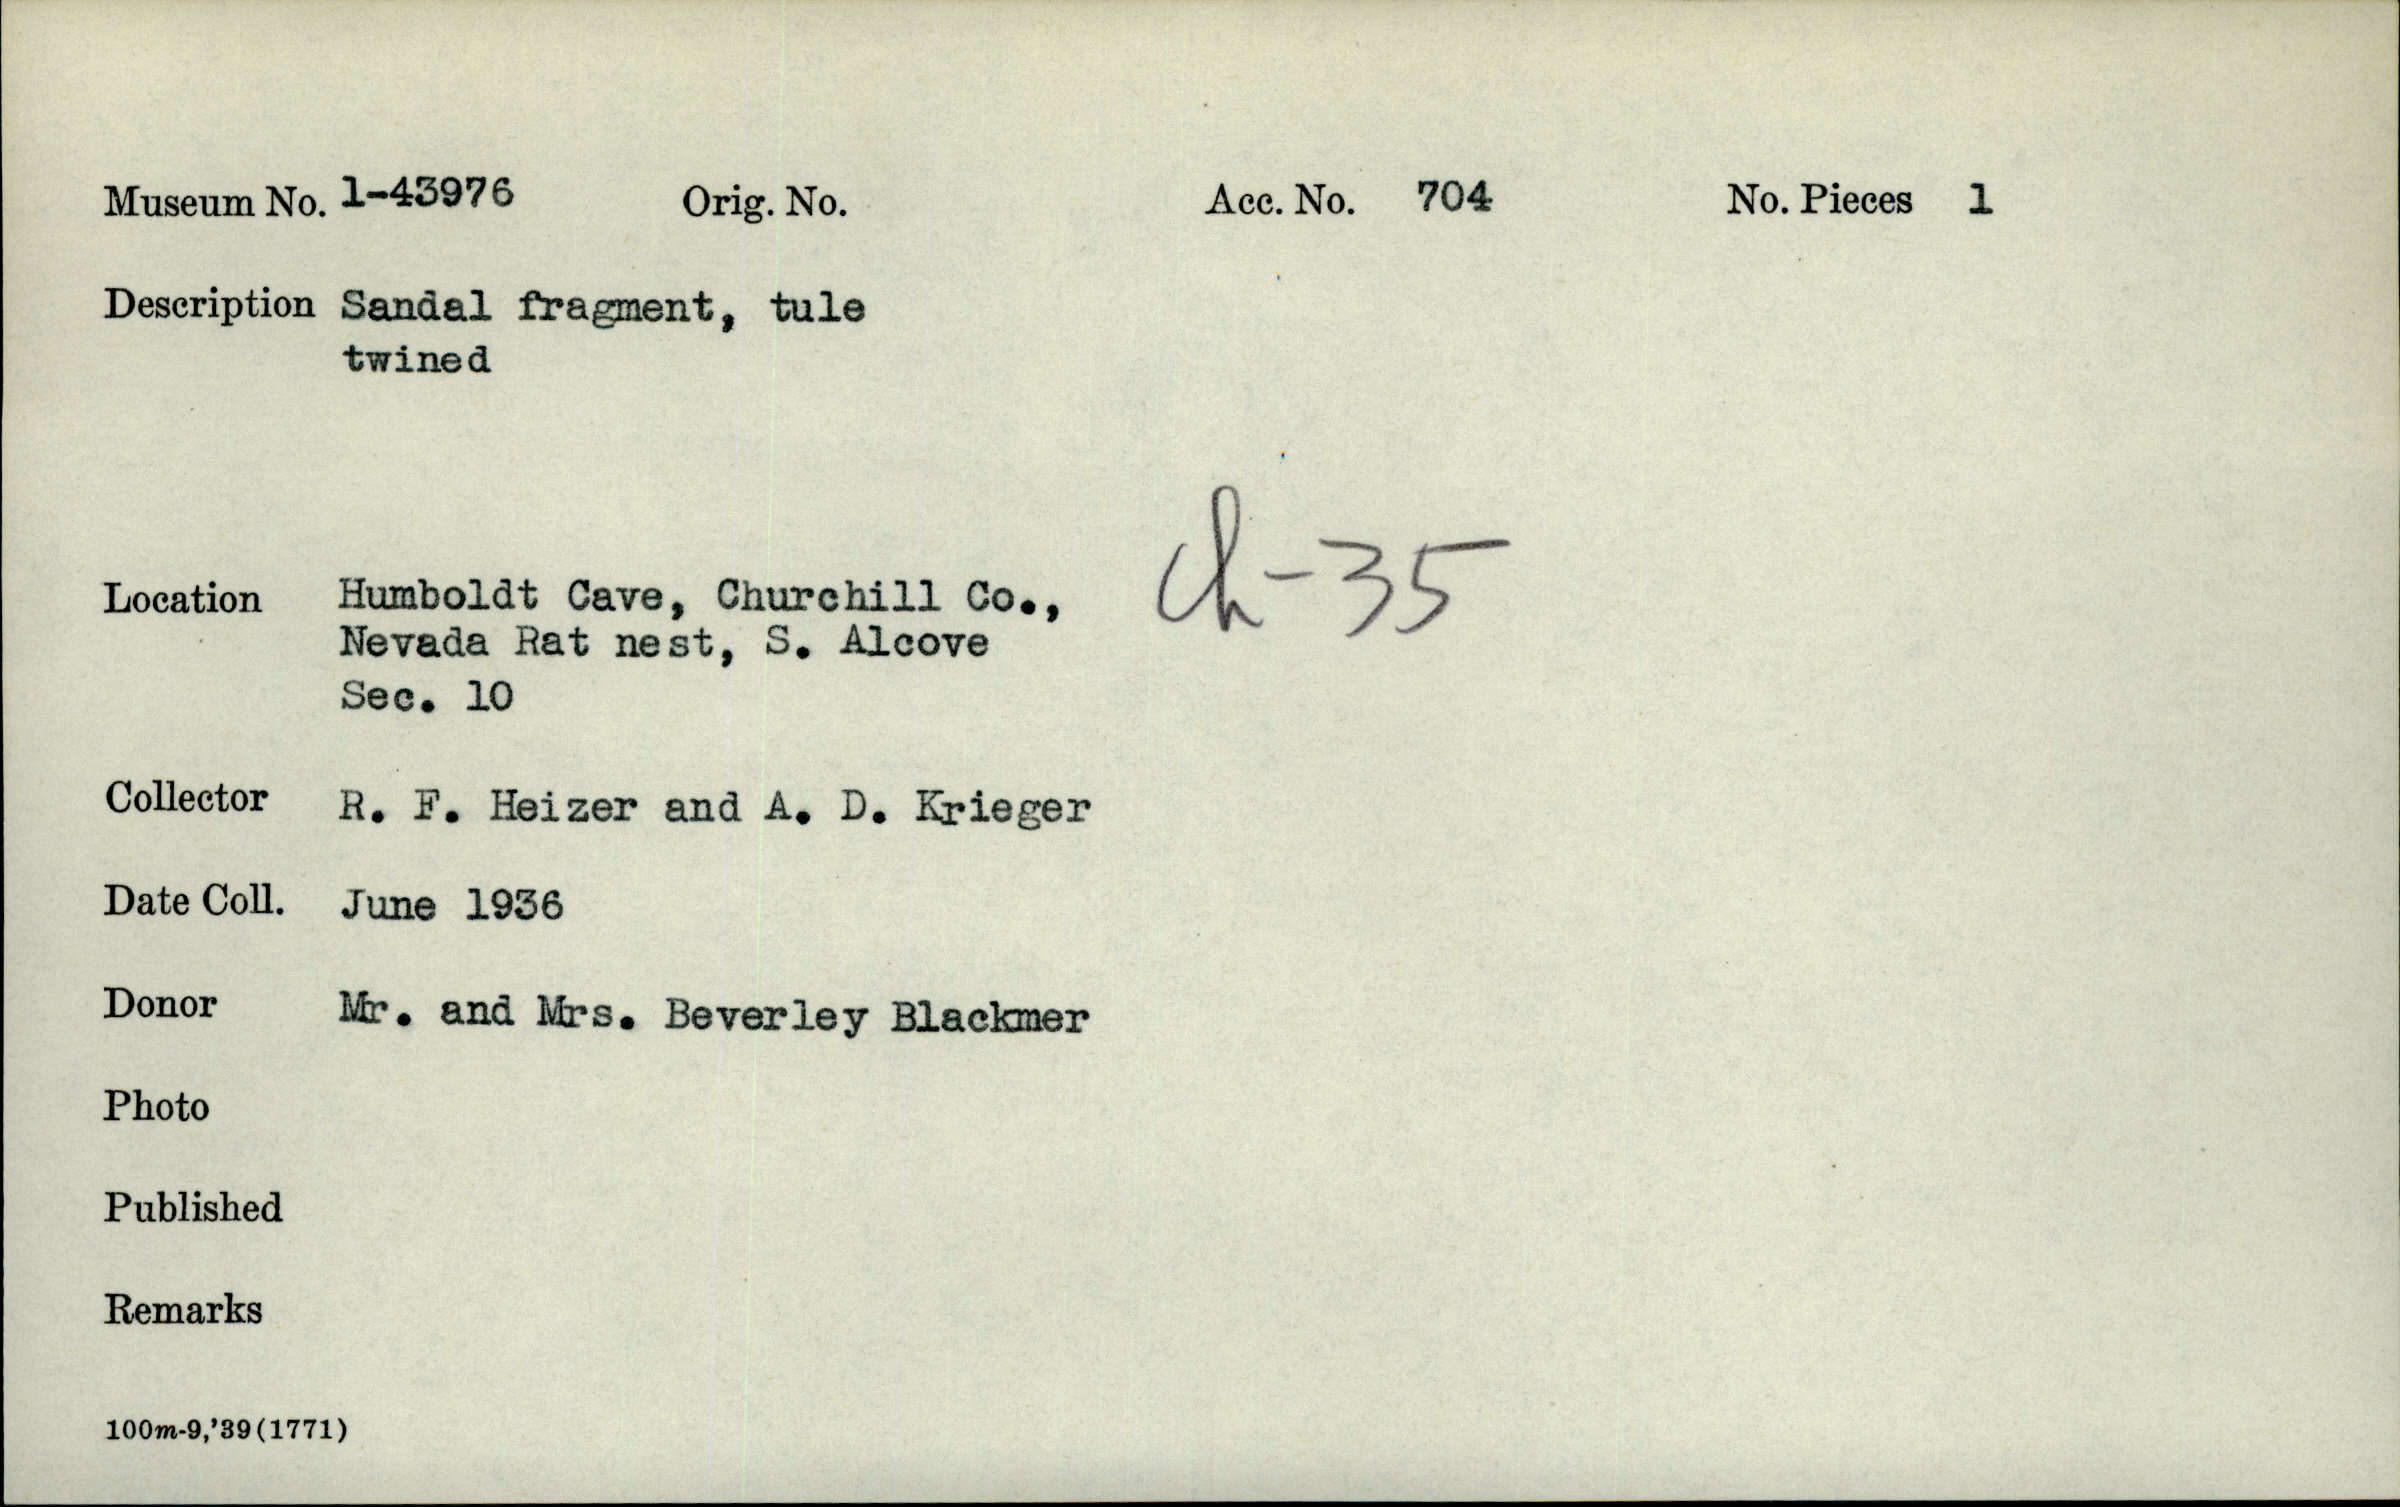 Museum No. 1-43976 Orig. No. Acc. No. 704 No. Pieces 1
Description Sandal fragment, tule
twined
Location Humboldt Cave, Churchill Co., Ch-35
Nevada Rat nest, S. Alcove
Sec. 10
Collector R. F. Heizer and A. D. Krieger
Date Coll. June 1936
Donor Mr. and Mrs. Beverley Blackmer
Photo
Published
Remarks
100m-9,'39(1771)